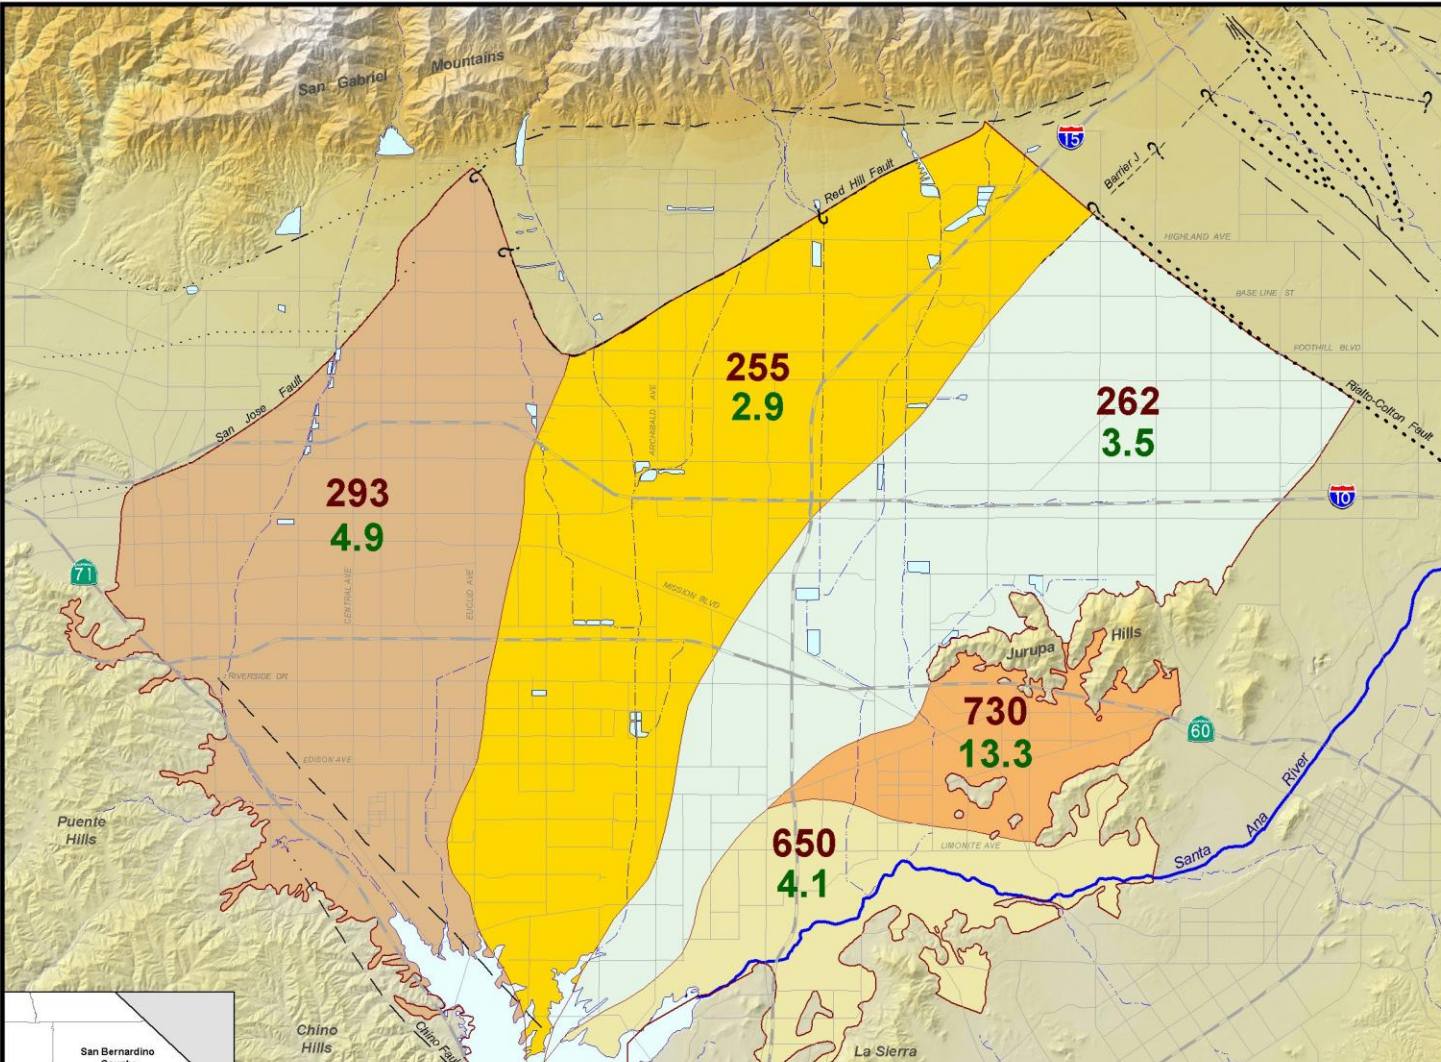 San Gabriel Mountains
15
Red Hill Fault
Barrier J
?
?
?
HIGHLAND AVE
BASE LINE ST
FOOTHILL BLVD
Rialto-Colton Fault
San Jose Fault
ARCHIBALD AVE
255
2.9
262
3.5
293
4.9
10
CALIFORNIA
71
CENTRAL AVE
EUCLID AVE
MISSION BLVD
Jurupa Hills
RIVERSIDE DR
730
13.3
CALIFORNIA
60
EDISON AVE
Puente
Hills
650
4.1
LIMONITE AVE
Santa Ana River
Chino
Hills
Chino Fault
La Sierra
San Bernardino